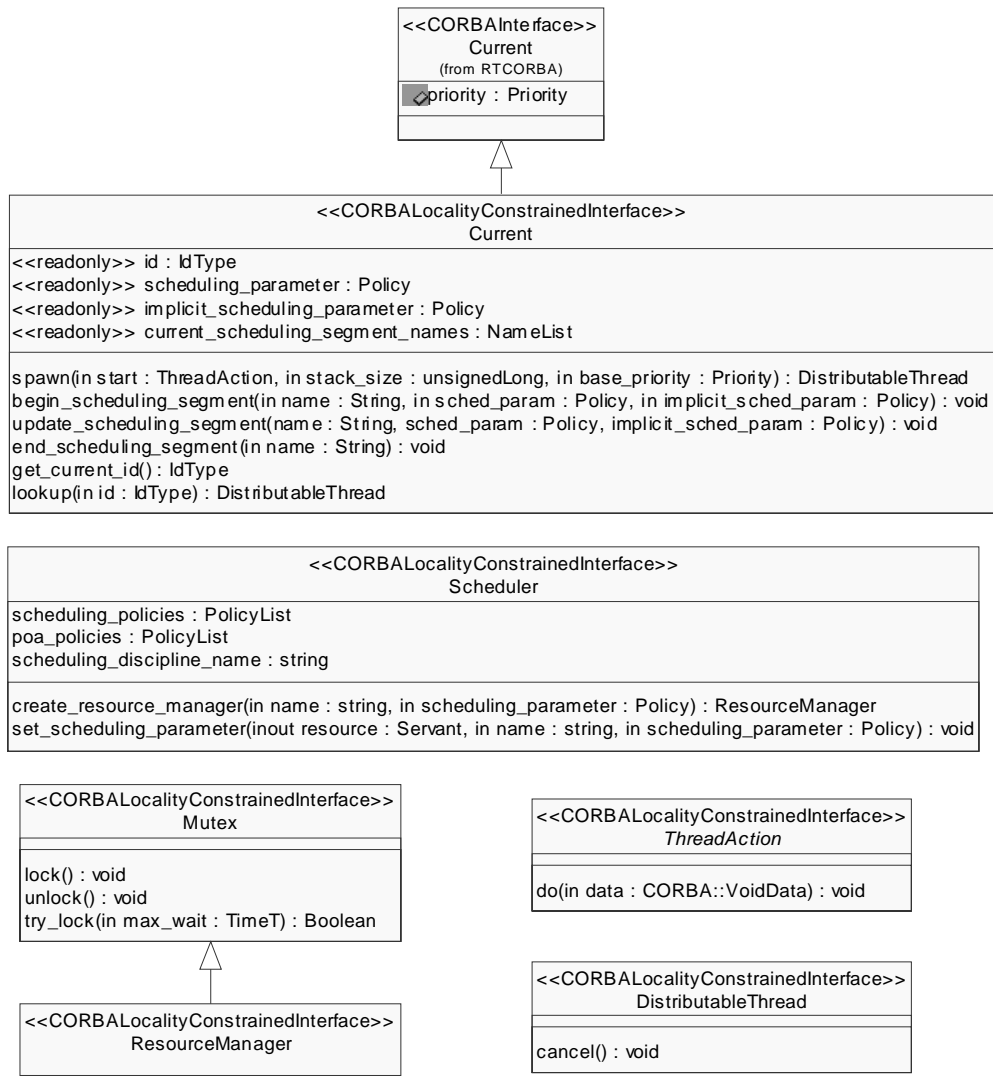 <<CORBAInterface>>
Current
(from RTCORBA)
priority : Priority
<<CORBALocalityConstrainedInterface>>
Current
<<readonly>> id : IdType
<<readonly>> scheduling_parameter : Policy
<<readonly>> implicit_scheduling_parameter : Policy
<<readonly>> current_scheduling_segment_names : NameList
spawn(in start : ThreadAction, in stack_size : unsignedLong, in base_priority : Priority) : DistributableThread
begin_scheduling_segment(in name : String, in sched_param : Policy, in implicit_sched_param : Policy) : void
update_scheduling_segment(name : String, sched_param : Policy, implicit_sched_param : Policy) : void
end_scheduling_segment(in name : String) : void
get_current_id() : IdType
lookup(in id : IdType) : DistributableThread
<<CORBALocalityConstrainedInterface>>
Scheduler
scheduling_policies : PolicyList
poa_policies : PolicyList
scheduling_discipline_name : string
create_resource_manager(in name : string, in scheduling_parameter : Policy) : ResourceManager
set_scheduling_parameter(inout resource : Servant, in name : string, in scheduling_parameter : Policy) : void
<<CORBALocalityConstrainedInterface>>
Mutex
lock() : void
unlock() : void
try_lock(in max_wait : TimeT) : Boolean
<<CORBALocalityConstrainedInterface>>
ResourceManager
<<CORBALocalityConstrainedInterface>>
ThreadAction
do(in data : CORBA::VoidData) : void
<<CORBALocalityConstrainedInterface>>
DistributableThread
cancel() : void